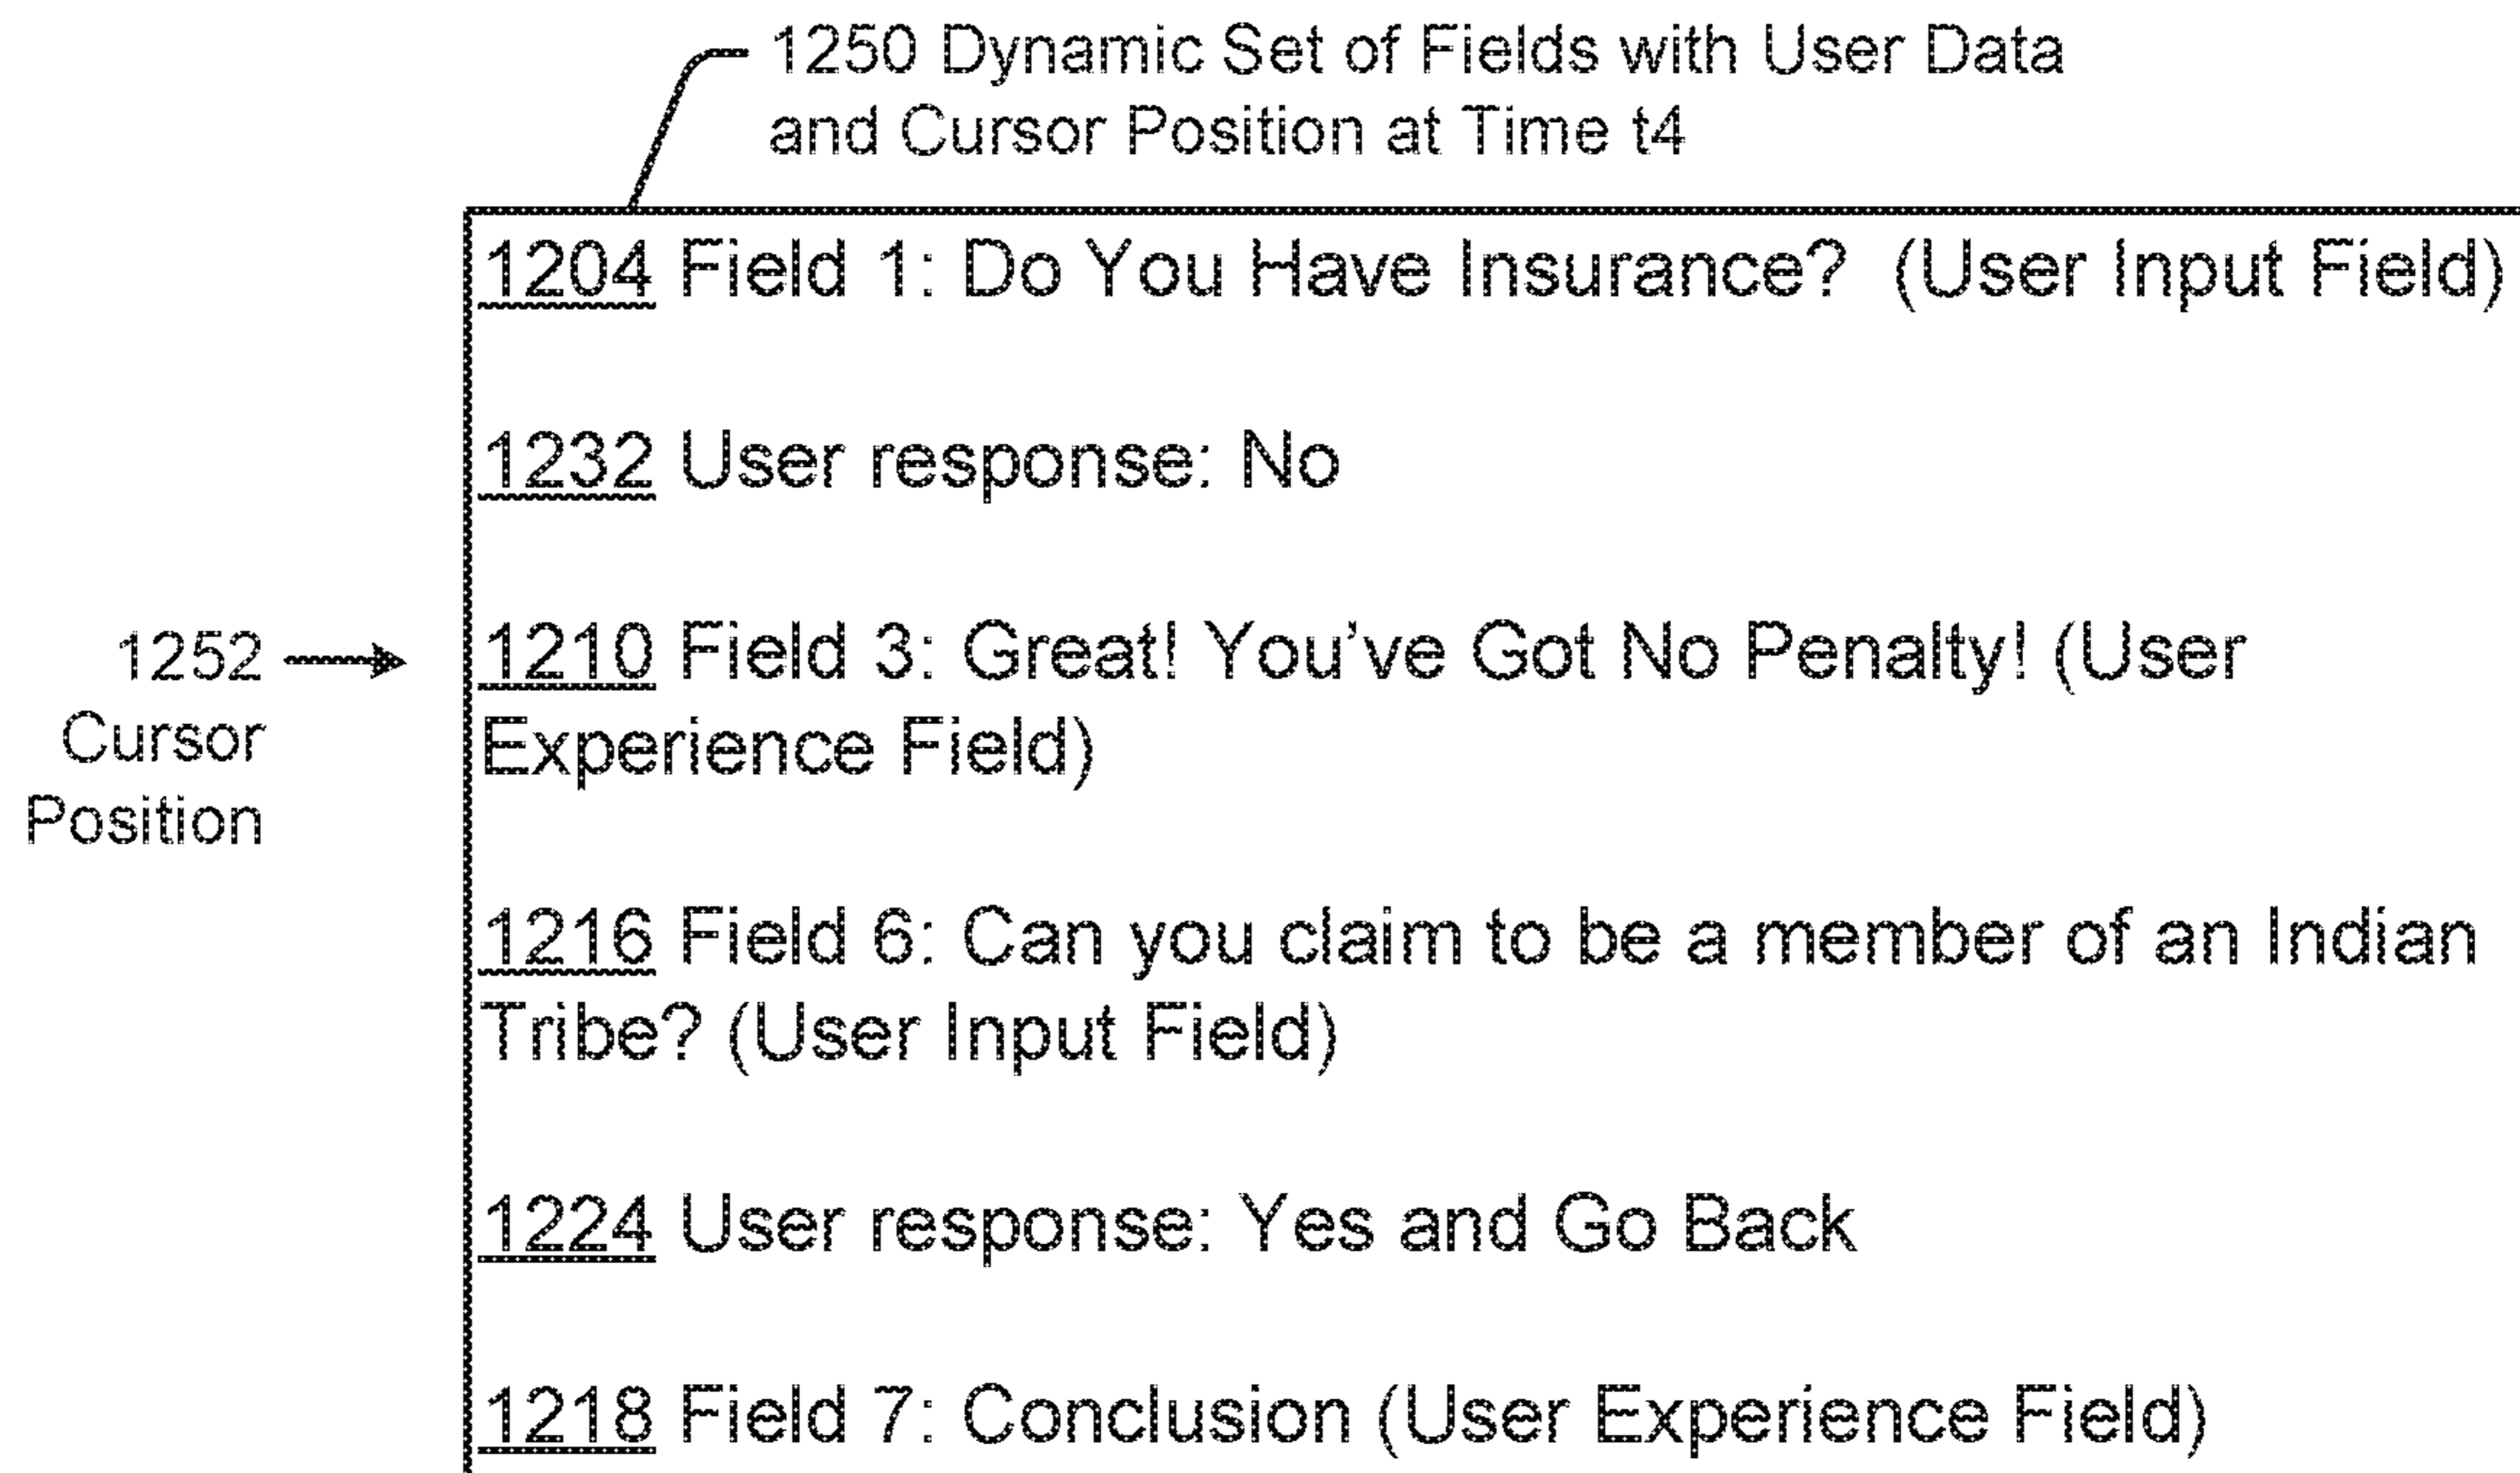 1250 Dynamic Set of Fields with User Data
and Cursor Position at Time t4
1204 Field 1: Do You Have Insurance? (User Input Field)
1232 User response: No
1252
Cursor
Position
1210 Field 3: Great! You've Got No Penalty! (User
Experience Field)
1216 Field 6: Can you claim to be a member of an Indian
Tribe? (User Input Field)
1224 User response: Yes and Go Back
1218 Field 7: Conclusion (User Experience Field)